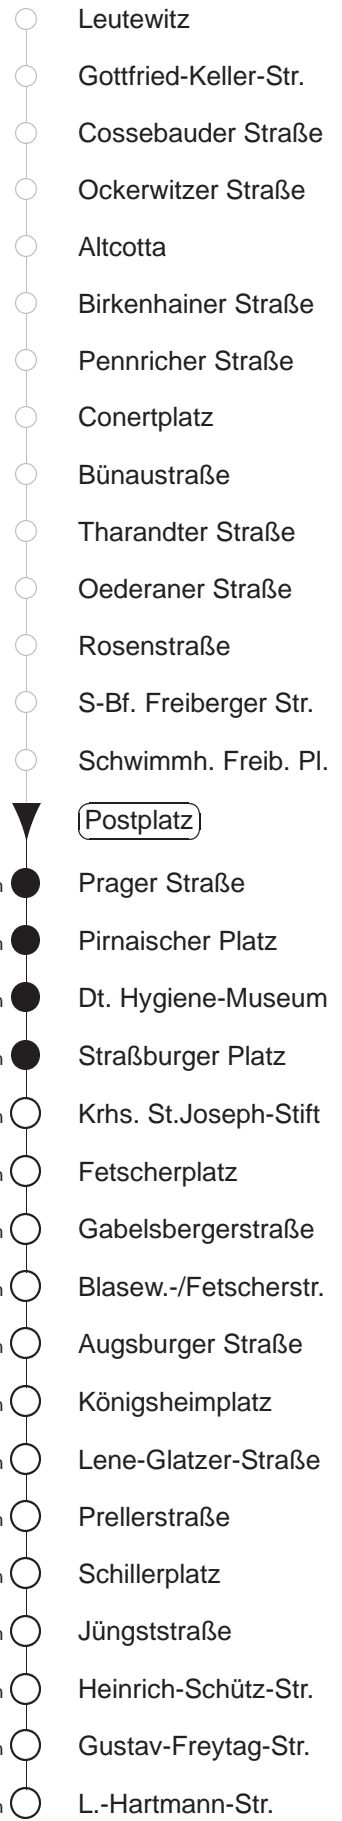 Leutewitz
Gottfried-Keller-Str.
Cossebauder Straße
Ockerwitzer Straße
Altcotta
Birkenhainer Straße
Pennricher Straße
Conertplatz
Bünaustraße
Tharandter Straße
Oederaner Straße
Rosenstraße
S-Bf. Freiberger Str.
Schwimmh. Freib. Pl.
Postplatz
Prager Straße
Pirnaischer Platz
Dt. Hygiene-Museum
Straßburger Platz
Krhs. St.Joseph-Stift
Fetscherplatz
Gabelsbergerstraße
Blasew.-/Fetscherstr.
Augsburger Straße
Königsheimplatz
Lene-Glatzer-Straße
Prellerstraße
Schillerplatz
Jüngststraße
Heinrich-Schütz-Str.
Gustav-Freytag-Str.
L.-Hartmann-Str.